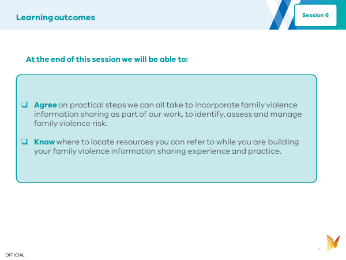 Learning outcomes
Session 6
At the end of this session we will be able to:
❑ Agree on practical steps we can all take to incorporate family violence
information sharing as part of our work, to identify, assess and manage
family violence risk.
❑ Know where to locate resources you can refer to while you are building
your family violence information sharing experience and practice.
OFFICIAL